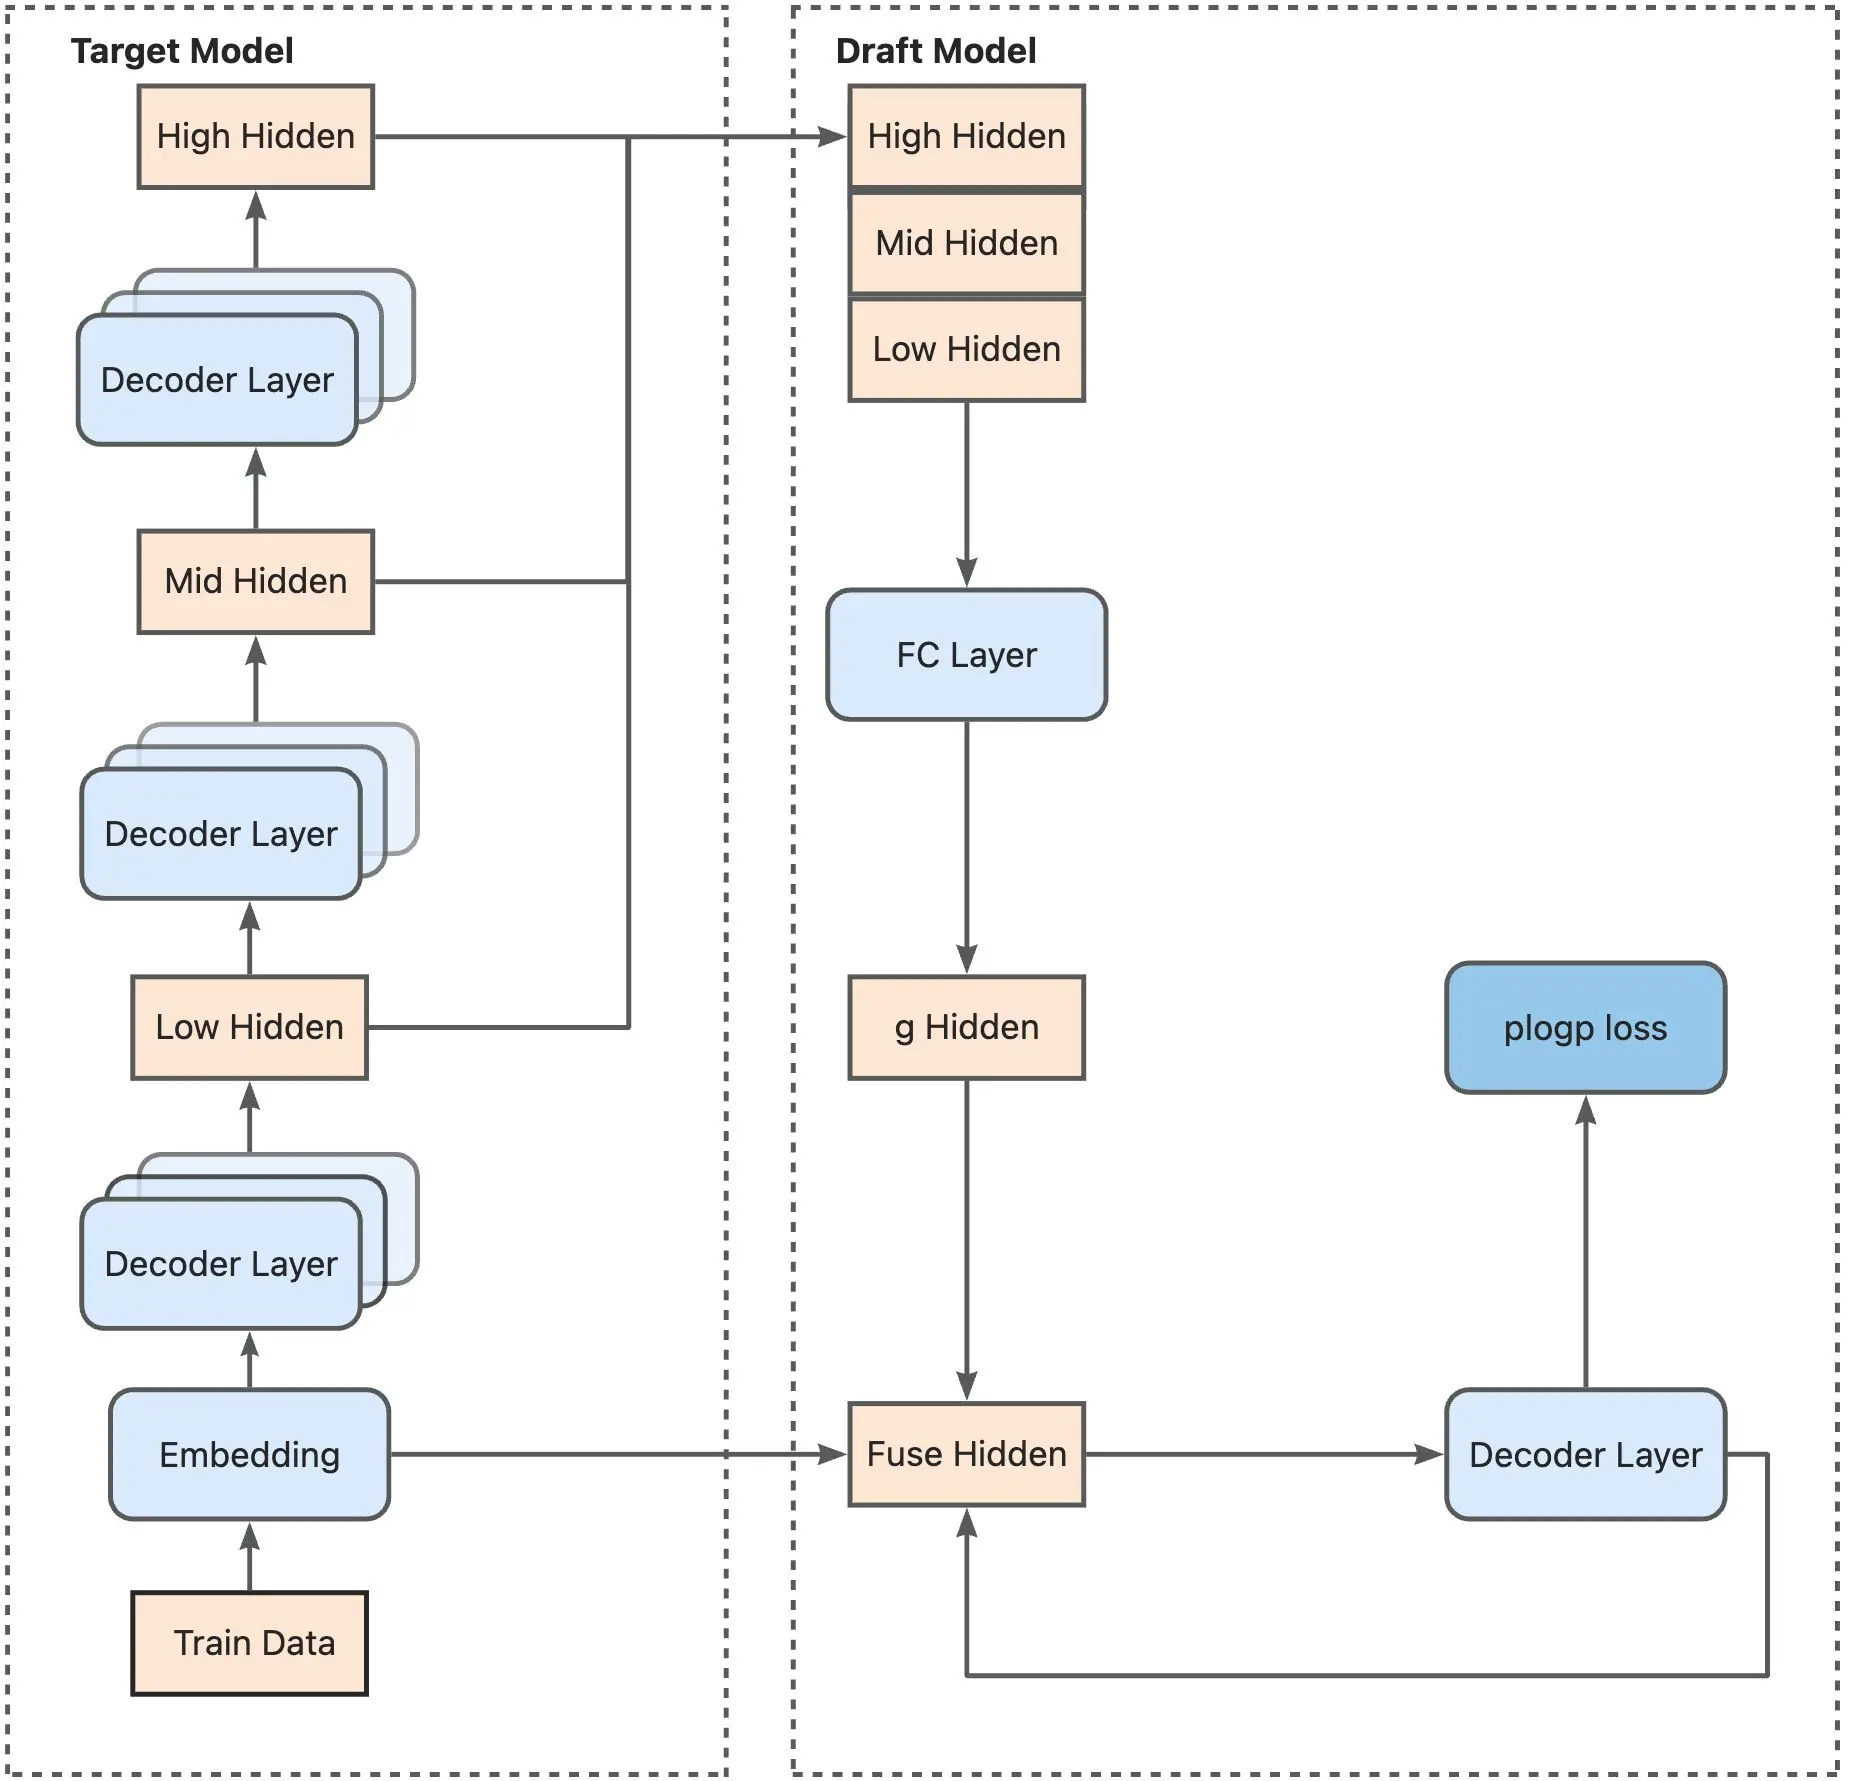 Target Model
High Hidden
Decoder Layer
Mid Hidden
Decoder Layer
Low Hidden
Decoder Layer
Embedding
Train Data
Draft Model
High Hidden
Mid Hidden
Low Hidden
FC Layer
g Hidden
Fuse Hidden
Decoder Layer
plogp loss